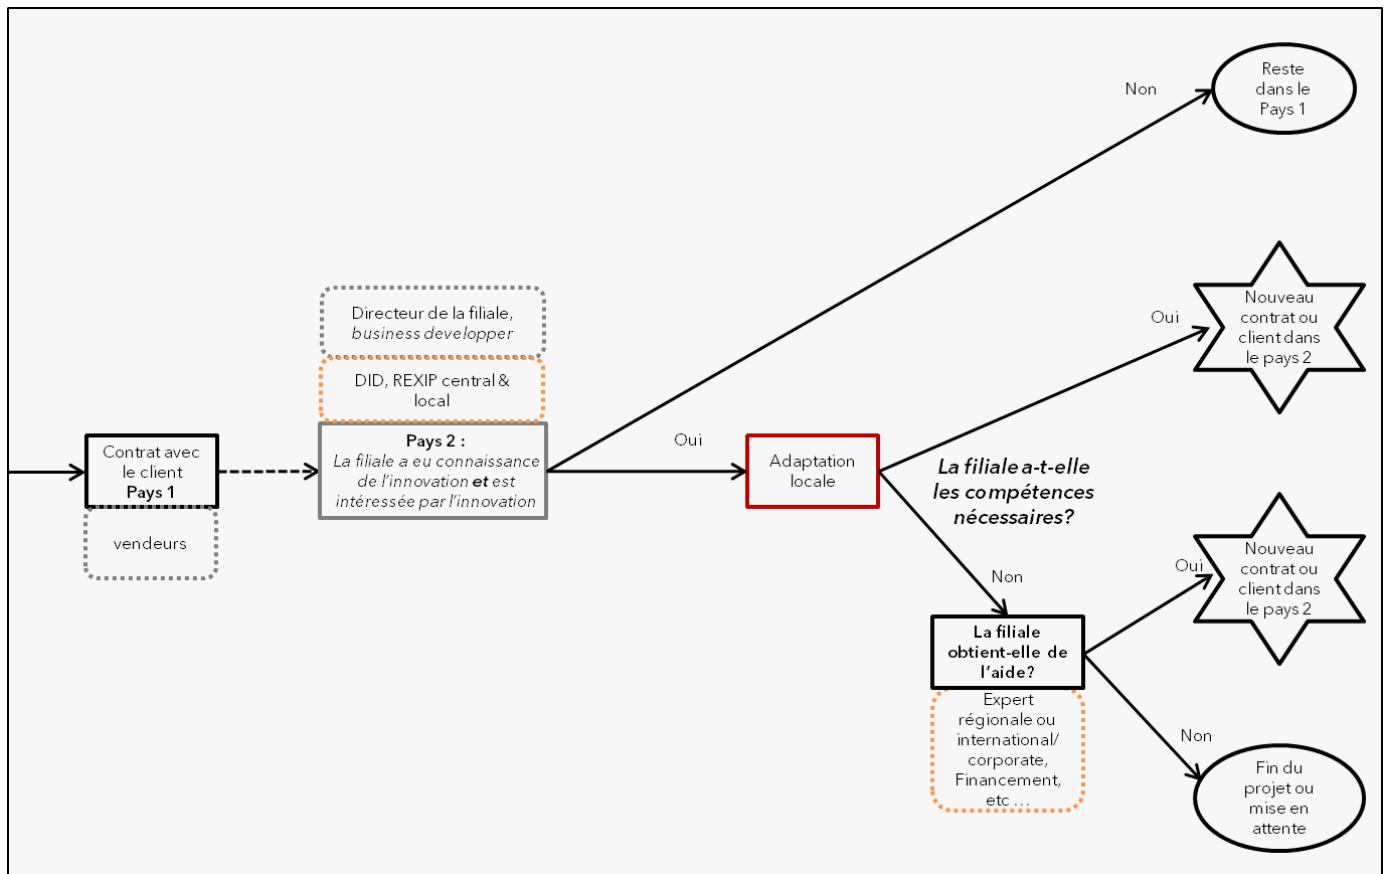 Non
Reste
dans le
Pays 1
Directeur de la filiale,
business developper
DID, REXIP central &
local
Pays 2 :
La filiale a eu connaissance
de l'innovation et est
intéressée par l'innovation
Contrat avec
le client
Pays 1
vendeurs
Oui
Adaptation
locale
Oui
Nouveau
contrat ou
client dans
le pays 2
La filiale a-t-elle
les compétences
nécessaires?
Non
La filiale
obtient-elle de
l'aide?
Expert
régionale ou
international/
corporate,
Financement,
etc ...
Oui
Nouveau
contrat ou
client dans
le pays 2
Non
Fin du
projet ou
mise en
attente